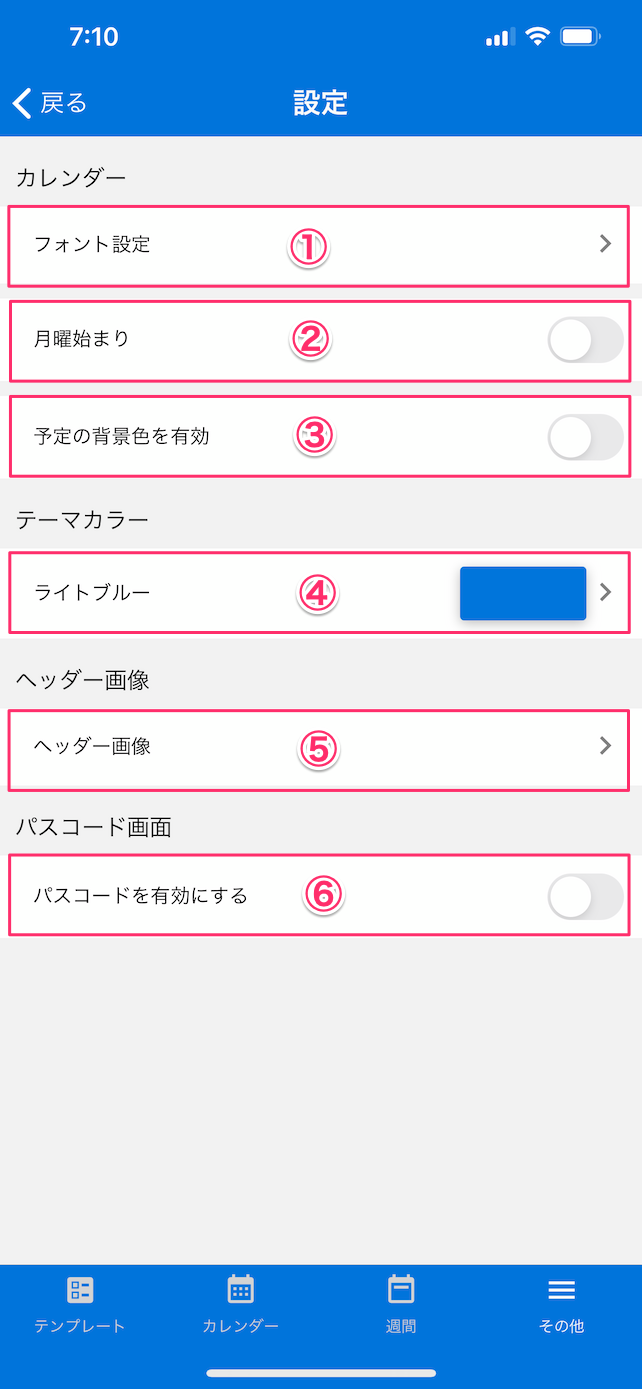 7:10
戻る
設定
カレンダー
フォント設定 ①
月曜始まり ②
予定の背景色を有効 ③
テーマカラー
ライトブルー ④
ヘッダー画像
ヘッダー画像 ⑤
パスコード画面
パスコードを有効にする ⑥
テンプレート カレンダー 週間 その他